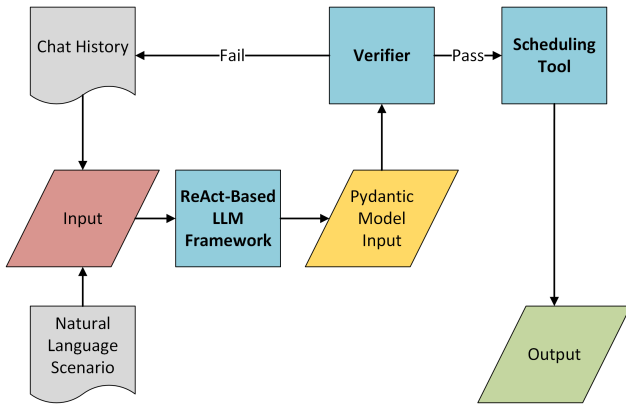 Chat History
Fail
Verifier
Pass
Scheduling
Tool
Input
ReAct-Based
LLM
Framework
Pydantic
Model
Input
Natural
Language
Scenario
Output